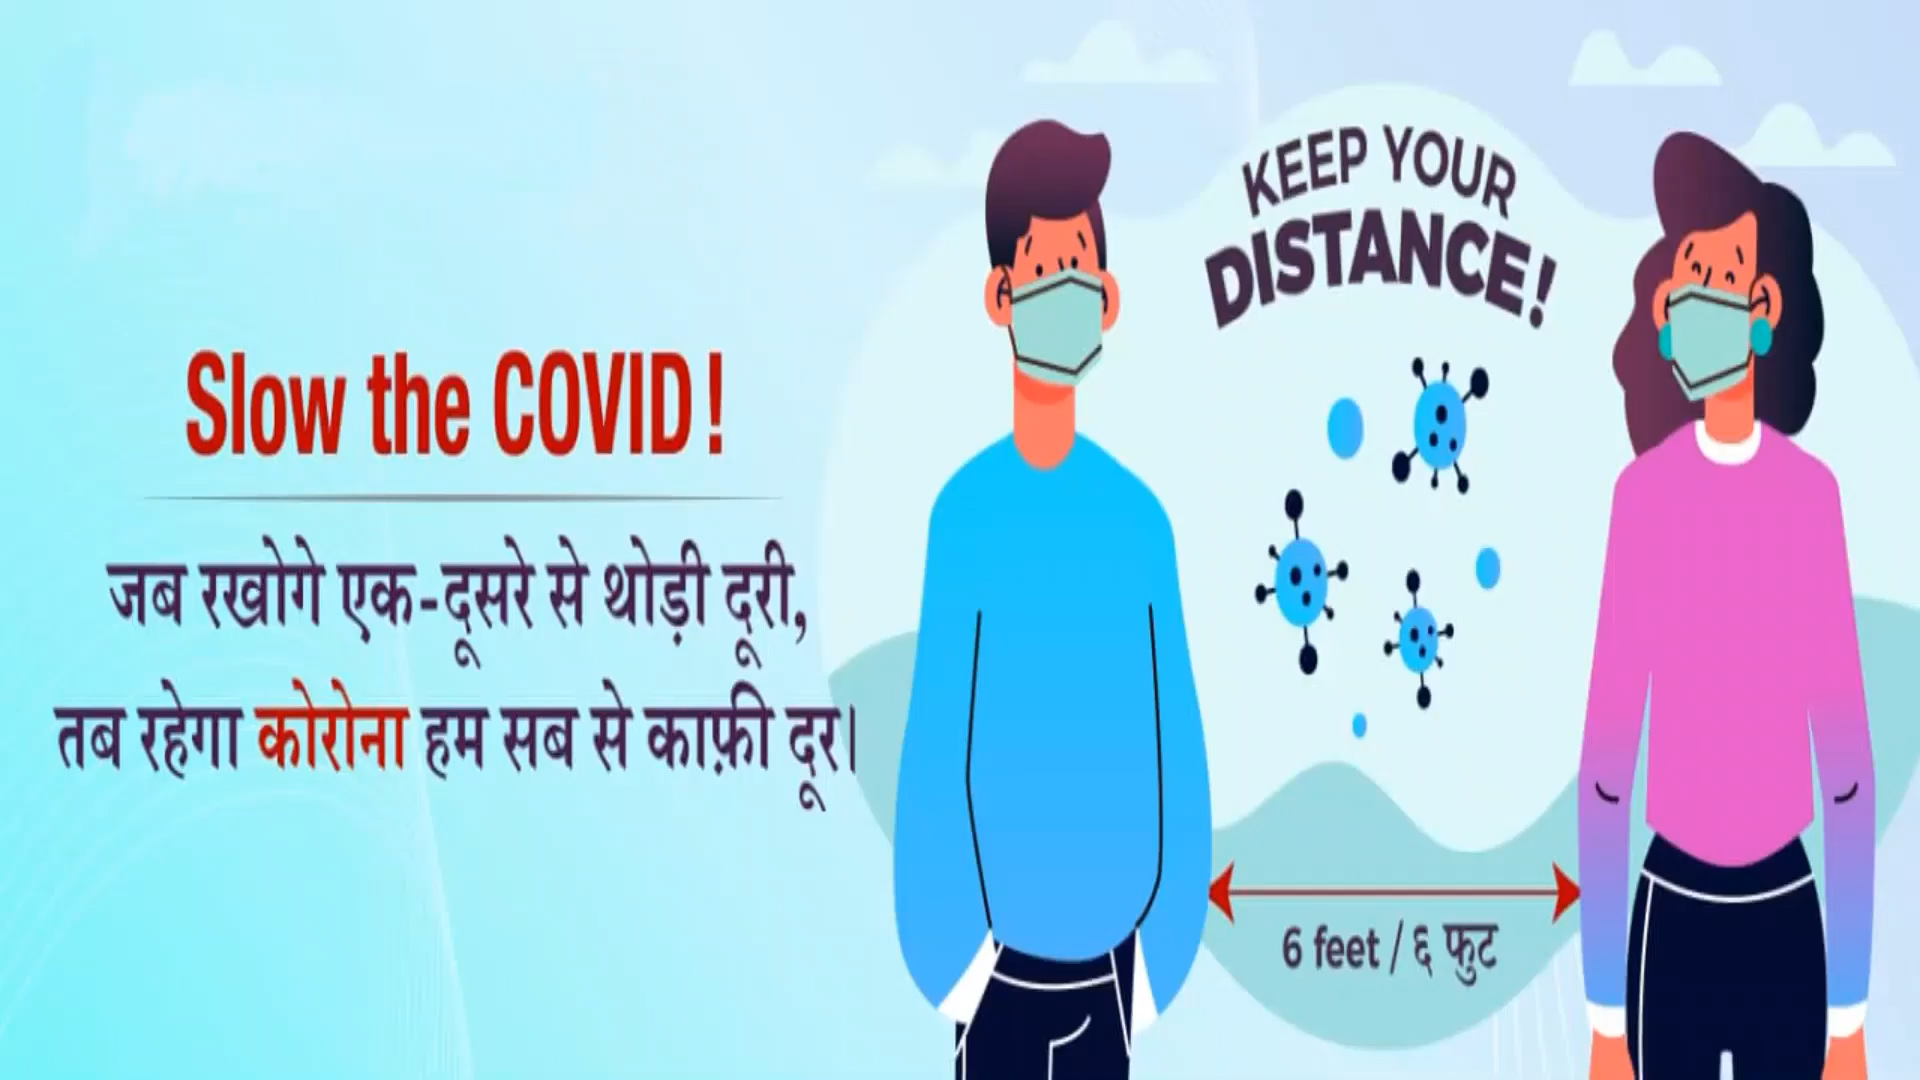 Slow the COVID!
जब रखोगे एक-दूसरे से थोड़ी दूरी,
तब रहेगा कोरोना हम सब से काफ़ी दूर।
KEEP YOUR
DISTANCE!
6 feet / ६ फुट